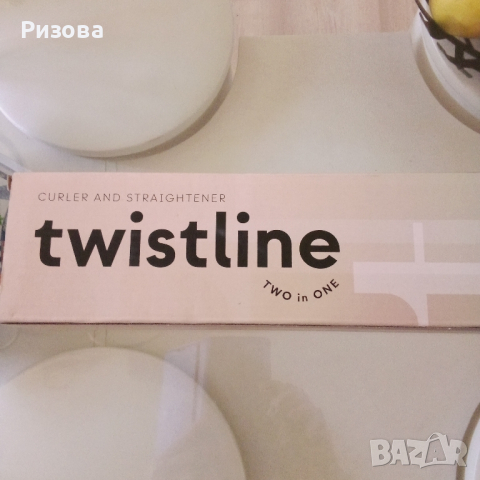 Ризова
CURLER AND STRAIGHTENER
twistline
TWO in ONE
BAZAR